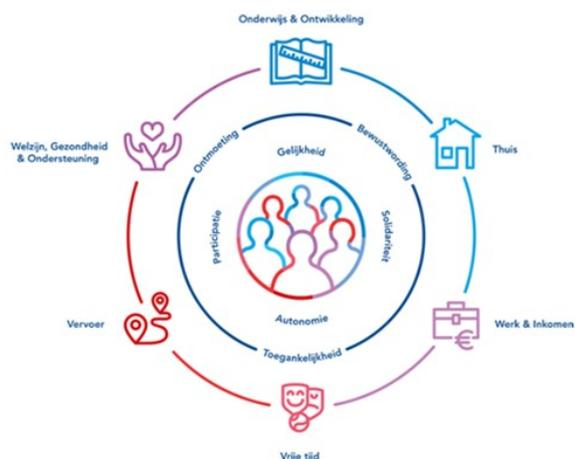 Onderwijs & Ontwikkeling
Welzijn, Gezondheid
& Ondersteuning
Thuis
Ontmoeting
Bewustwording
Gelijkheid
Participatie
Solidariteit
Autonomie
Toegankelijkheid
Vervoer
Werk & Inkomen
Vrije tijd